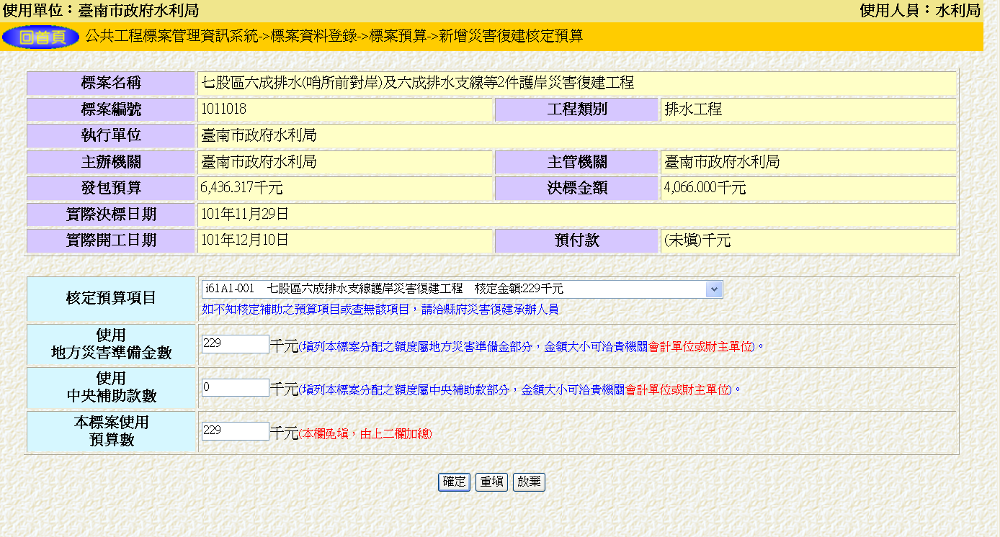 使用單位：臺南市政府水利局 使用人員：水利局
回首頁 公共工程標案管理資訊系統->標案資料登錄->標案預算->新增災害復建核定預算
標案名稱 七股區六成排水(哨所前對岸)及六成排水支線等2件護岸災害復建工程
標案編號 1011018 工程類別 排水工程
執行單位 臺南市政府水利局
主辦機關 臺南市政府水利局 主管機關 臺南市政府水利局
發包預算 6,436.317千元 決標金額 4,066.000千元
實際決標日期 101年11月29日
實際開工日期 101年12月10日 預付款 (未填)千元
核定預算項目 i61A1-001 七股區六成排水支線護岸災害復建工程 核定金額:229千元
如不知核定補助之預算項目或查無該項目，請洽縣府災害復建承辦人員
使用
地方災害準備金數 229 千元(填列本標案分配之額度屬地方災害準備金部分，金額大小可洽貴機關會計單位或財主單位)。
使用
中央補助款數 0 千元(填列本標案分配之額度屬中央補助款部分，金額大小可洽貴機關會計單位或財主單位)。
本標案使用
預算數 229 千元(本欄免填，由上二欄加總)
確定 重填 放棄